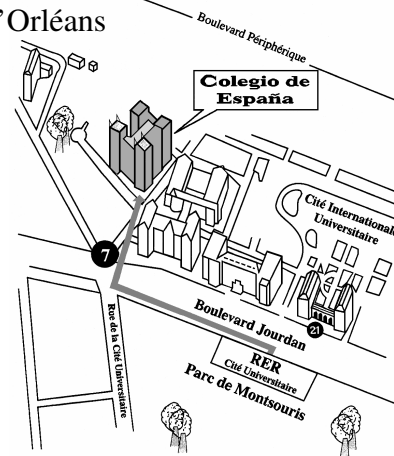 ’Orléans
Boulevard Périphérique
Colegio de
España
Cité Internationale
Universitaire
7
Boulevard Jourdan
21
Rue de la Cité Universitaire
RER
Cité Universitaire
Parc de Montsouris